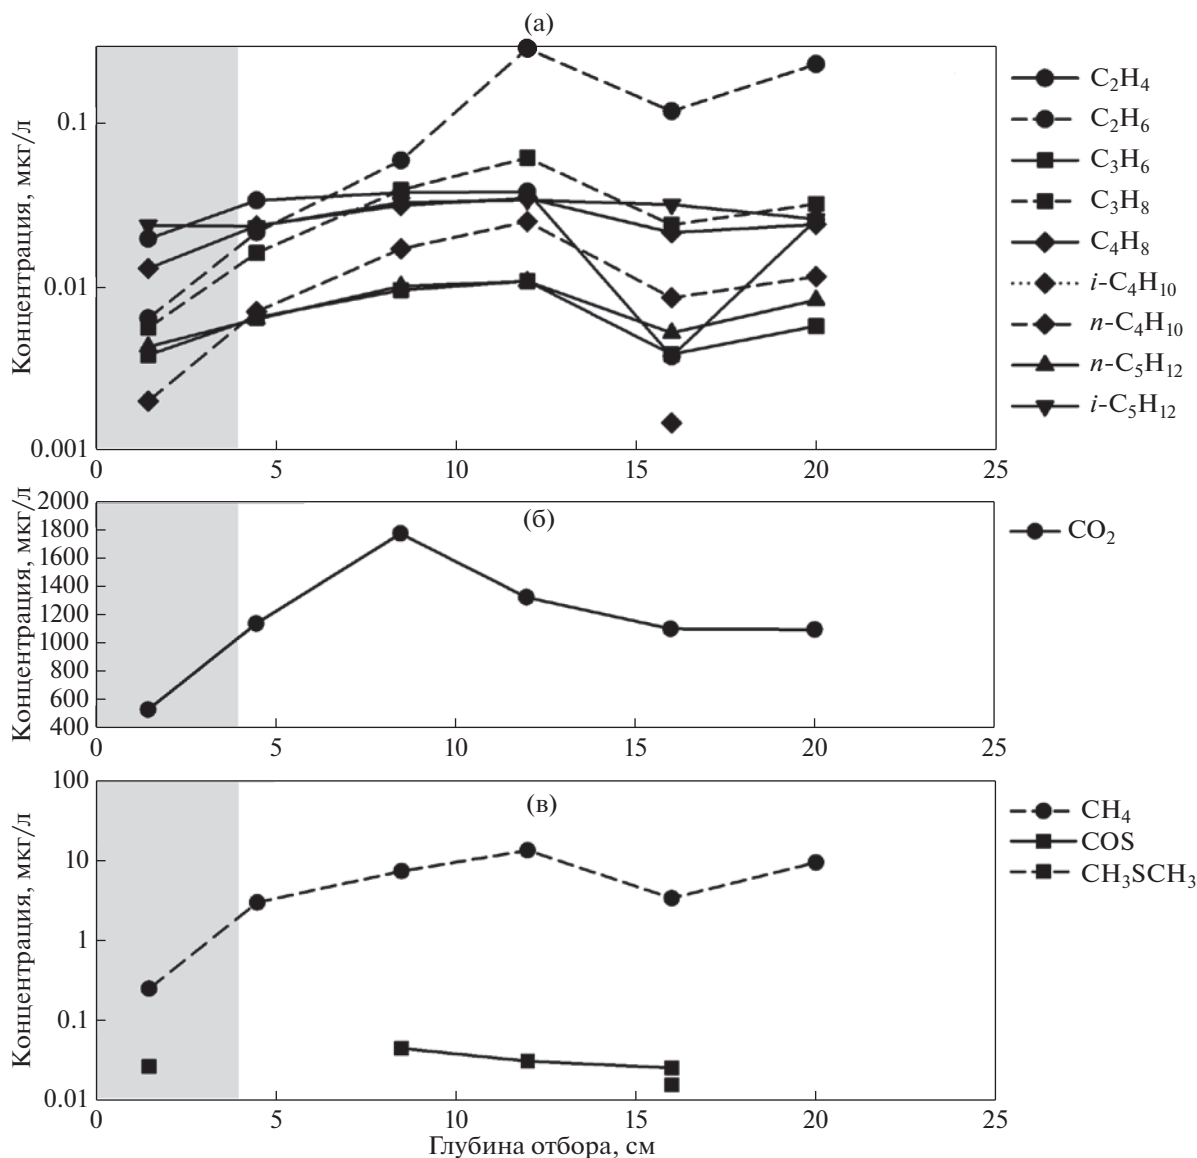 (а)
Концентрация, мкг/л
0.1
0.01
0.001
0 5 10 15 20 25
C2H4
C2H6
C3H6
C3H8
C4H8
i-C4H10
n-C4H10
n-C5H12
i-C5H12
(б)
Концентрация, мкг/л
2000
1800
1600
1400
1200
1000
800
600
400
0 5 10 15 20 25
CO2
(в)
Концентрация, мкг/л
100
10
1
0.1
0.01
0 5 10 15 20 25
Глубина отбора, см
CH4
COS
CH3SCH3